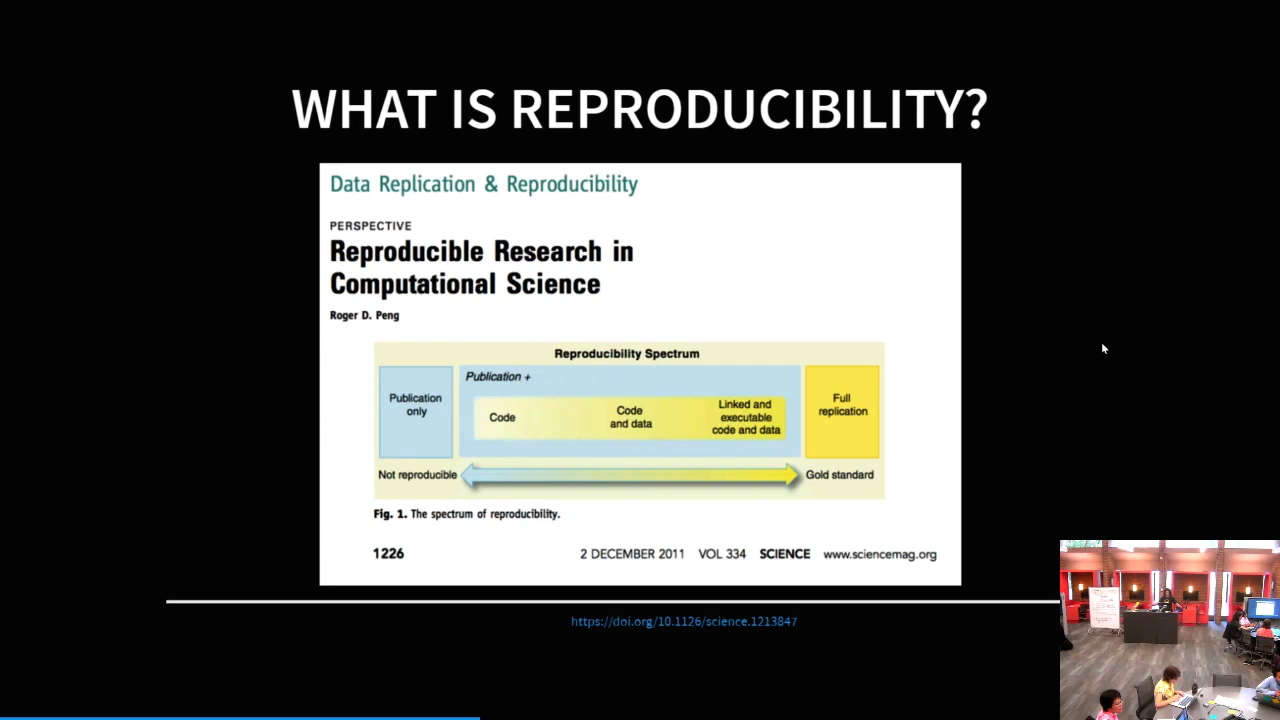 WHAT IS REPRODUCIBILITY?
Data Replication & Reproducibility
PERSPECTIVE
Reproducible Research in
Computational Science
Roger D. Peng
Reproducibility Spectrum
Publication only
Publication +
Code
Code and data
Linked and executable code and data
Full replication
Not reproducible
Gold standard
Fig. 1. The spectrum of reproducibility.
1226
2 DECEMBER 2011 VOL 334 SCIENCE www.sciencemag.org
https://doi.org/10.1126/science.1213847